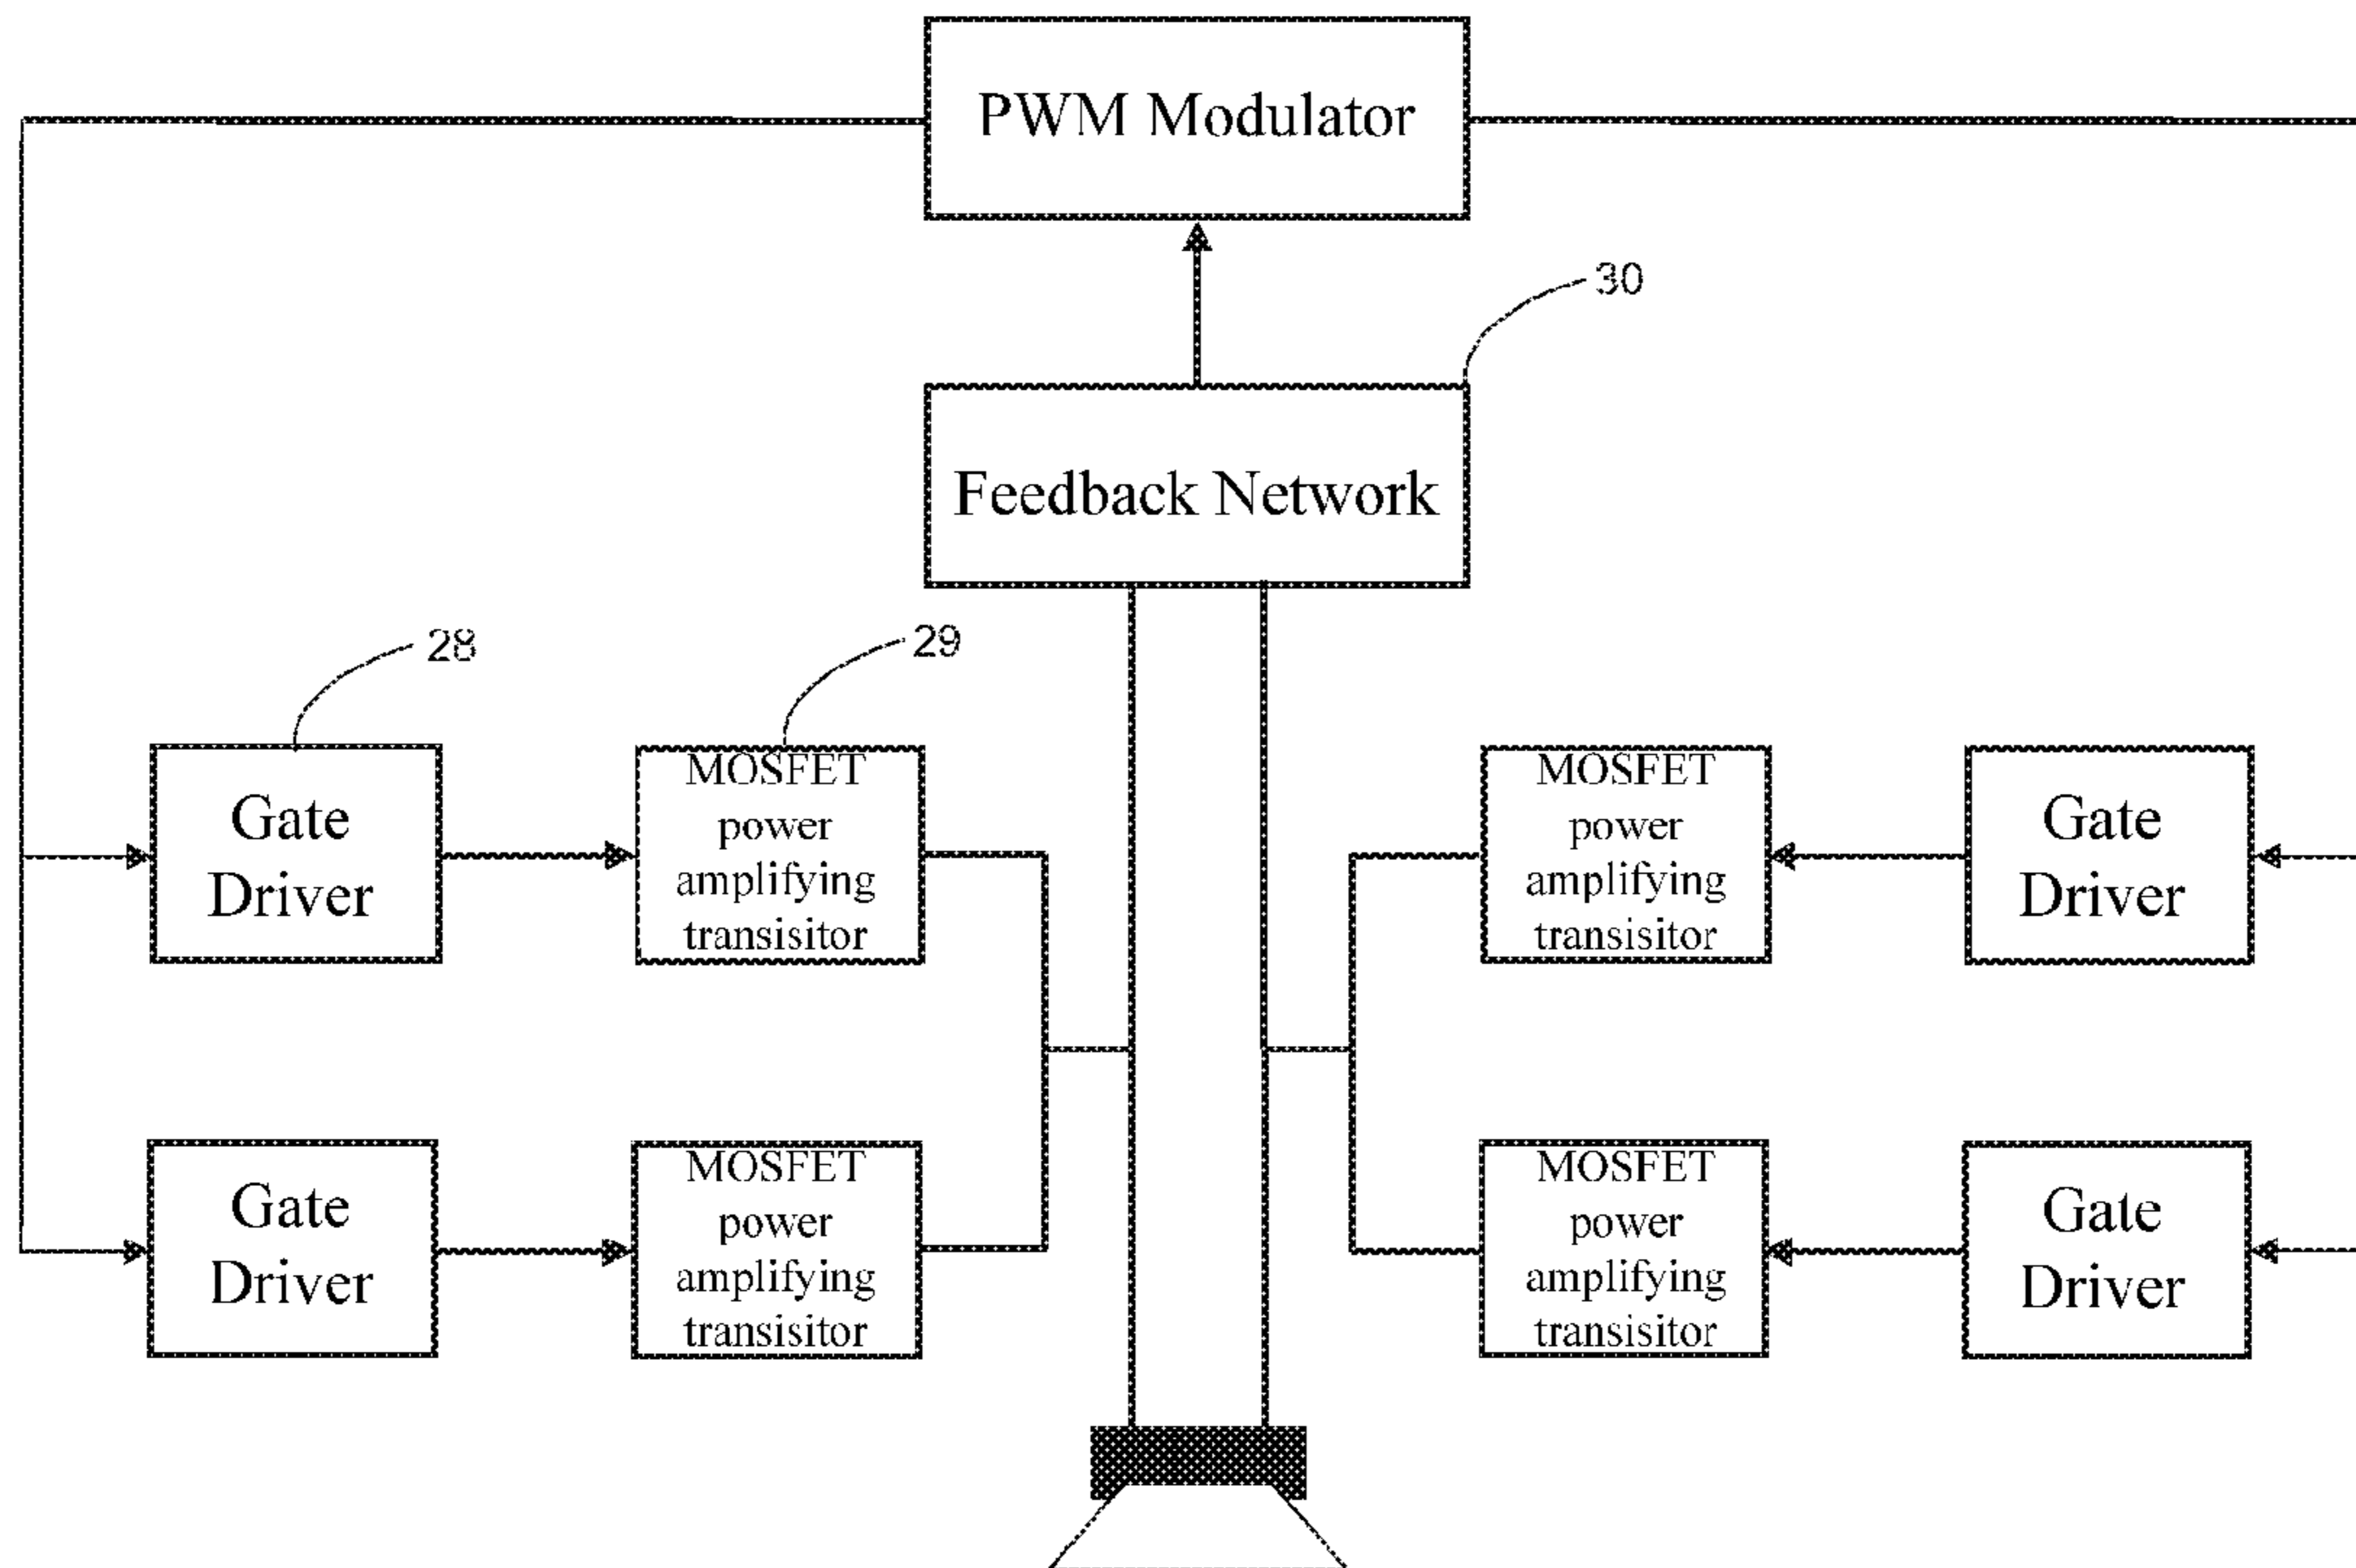 PWM Modulator
30
Feedback Network
28
29
Gate
Driver
MOSFET
power
amplifying
transisitor
MOSFET
power
amplifying
transisitor
Gate
Driver
Gate
Driver
MOSFET
power
amplifying
transisitor
MOSFET
power
amplifying
transisitor
Gate
Driver